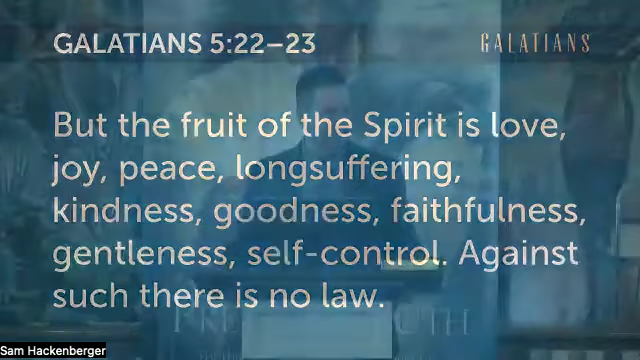 GALATIANS 5:22–23
GALATIANS
But the fruit of the Spirit is love,
joy, peace, longsuffering,
kindness, goodness, faithfulness,
gentleness, self-control. Against
such there is no law.
Sam Hackenberger